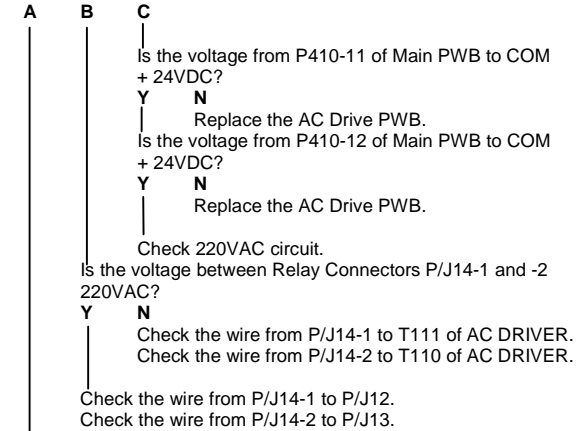 A B C
Is the voltage from P410-11 of Main PWB to COM
+ 24VDC?
Y N
Replace the AC Drive PWB.
Is the voltage from P410-12 of Main PWB to COM
+ 24VDC?
Y N
Replace the AC Drive PWB.
Check 220VAC circuit.
Is the voltage between Relay Connectors P/J14-1 and -2
220VAC?
Y N
Check the wire from P/J14-1 to T111 of AC DRIVER.
Check the wire from P/J14-2 to T110 of AC DRIVER.
Check the wire from P/J14-1 to P/J12.
Check the wire from P/J14-2 to P/J13.